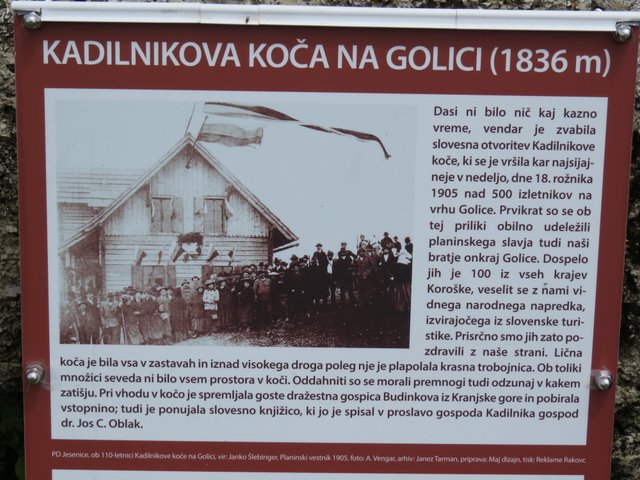 KADILNIKOVA KOČA NA GOLICI (1836 m)
Dasi ni bilo nič kaj kazno
vreme, vendar je zvabila
slovesna otvoritev Kadilnikove
koče, ki se je vršila kar najsijaj-
neje v nedeljo, dne 18. rožnika
1905 nad 500 izletnikov na
vrhu Golice. Prvikrat so se ob
tej priliki obilno udeležili
planinskega slavja tudi naši
bratje onkraj Golice. Dospelo
jih je 100 iz vseh krajev
Koroške, veselit se z ńami vi-
dnega narodnega napredka,
izvirajočega iz slovenske turi-
stike. Prisrčno smo jih zato po-
zdravili z naše strani. Lična
koča je bila vsa v zastavah in iznad visokega droga poleg nje je plapolala krasna trobojnica. Ob toliki
množici seveda ni bilo vsem prostora v koči. Oddahniti so se morali premnogi tudi odzunaj v kakem
zatišju. Pri vhodu v kočo je spremljala goste dražestna gospica Budinkova iz Kranjske gore in pobirala
vstopnino; tudi je ponujala slovesno knjižico, ki jo je spisal v proslavo gospoda Kadilnika gospod
dr. Jos C. Oblak.
PD Jesenice, ob 110-letnici Kadilnikove koče na Golici, vir: Janko Šlebinger, Planinski vestnik 1905, foto: A. Vengar, arhiv: Janez Tarman, priprava: Maj dizajn, tisk: Reklame Rakovc